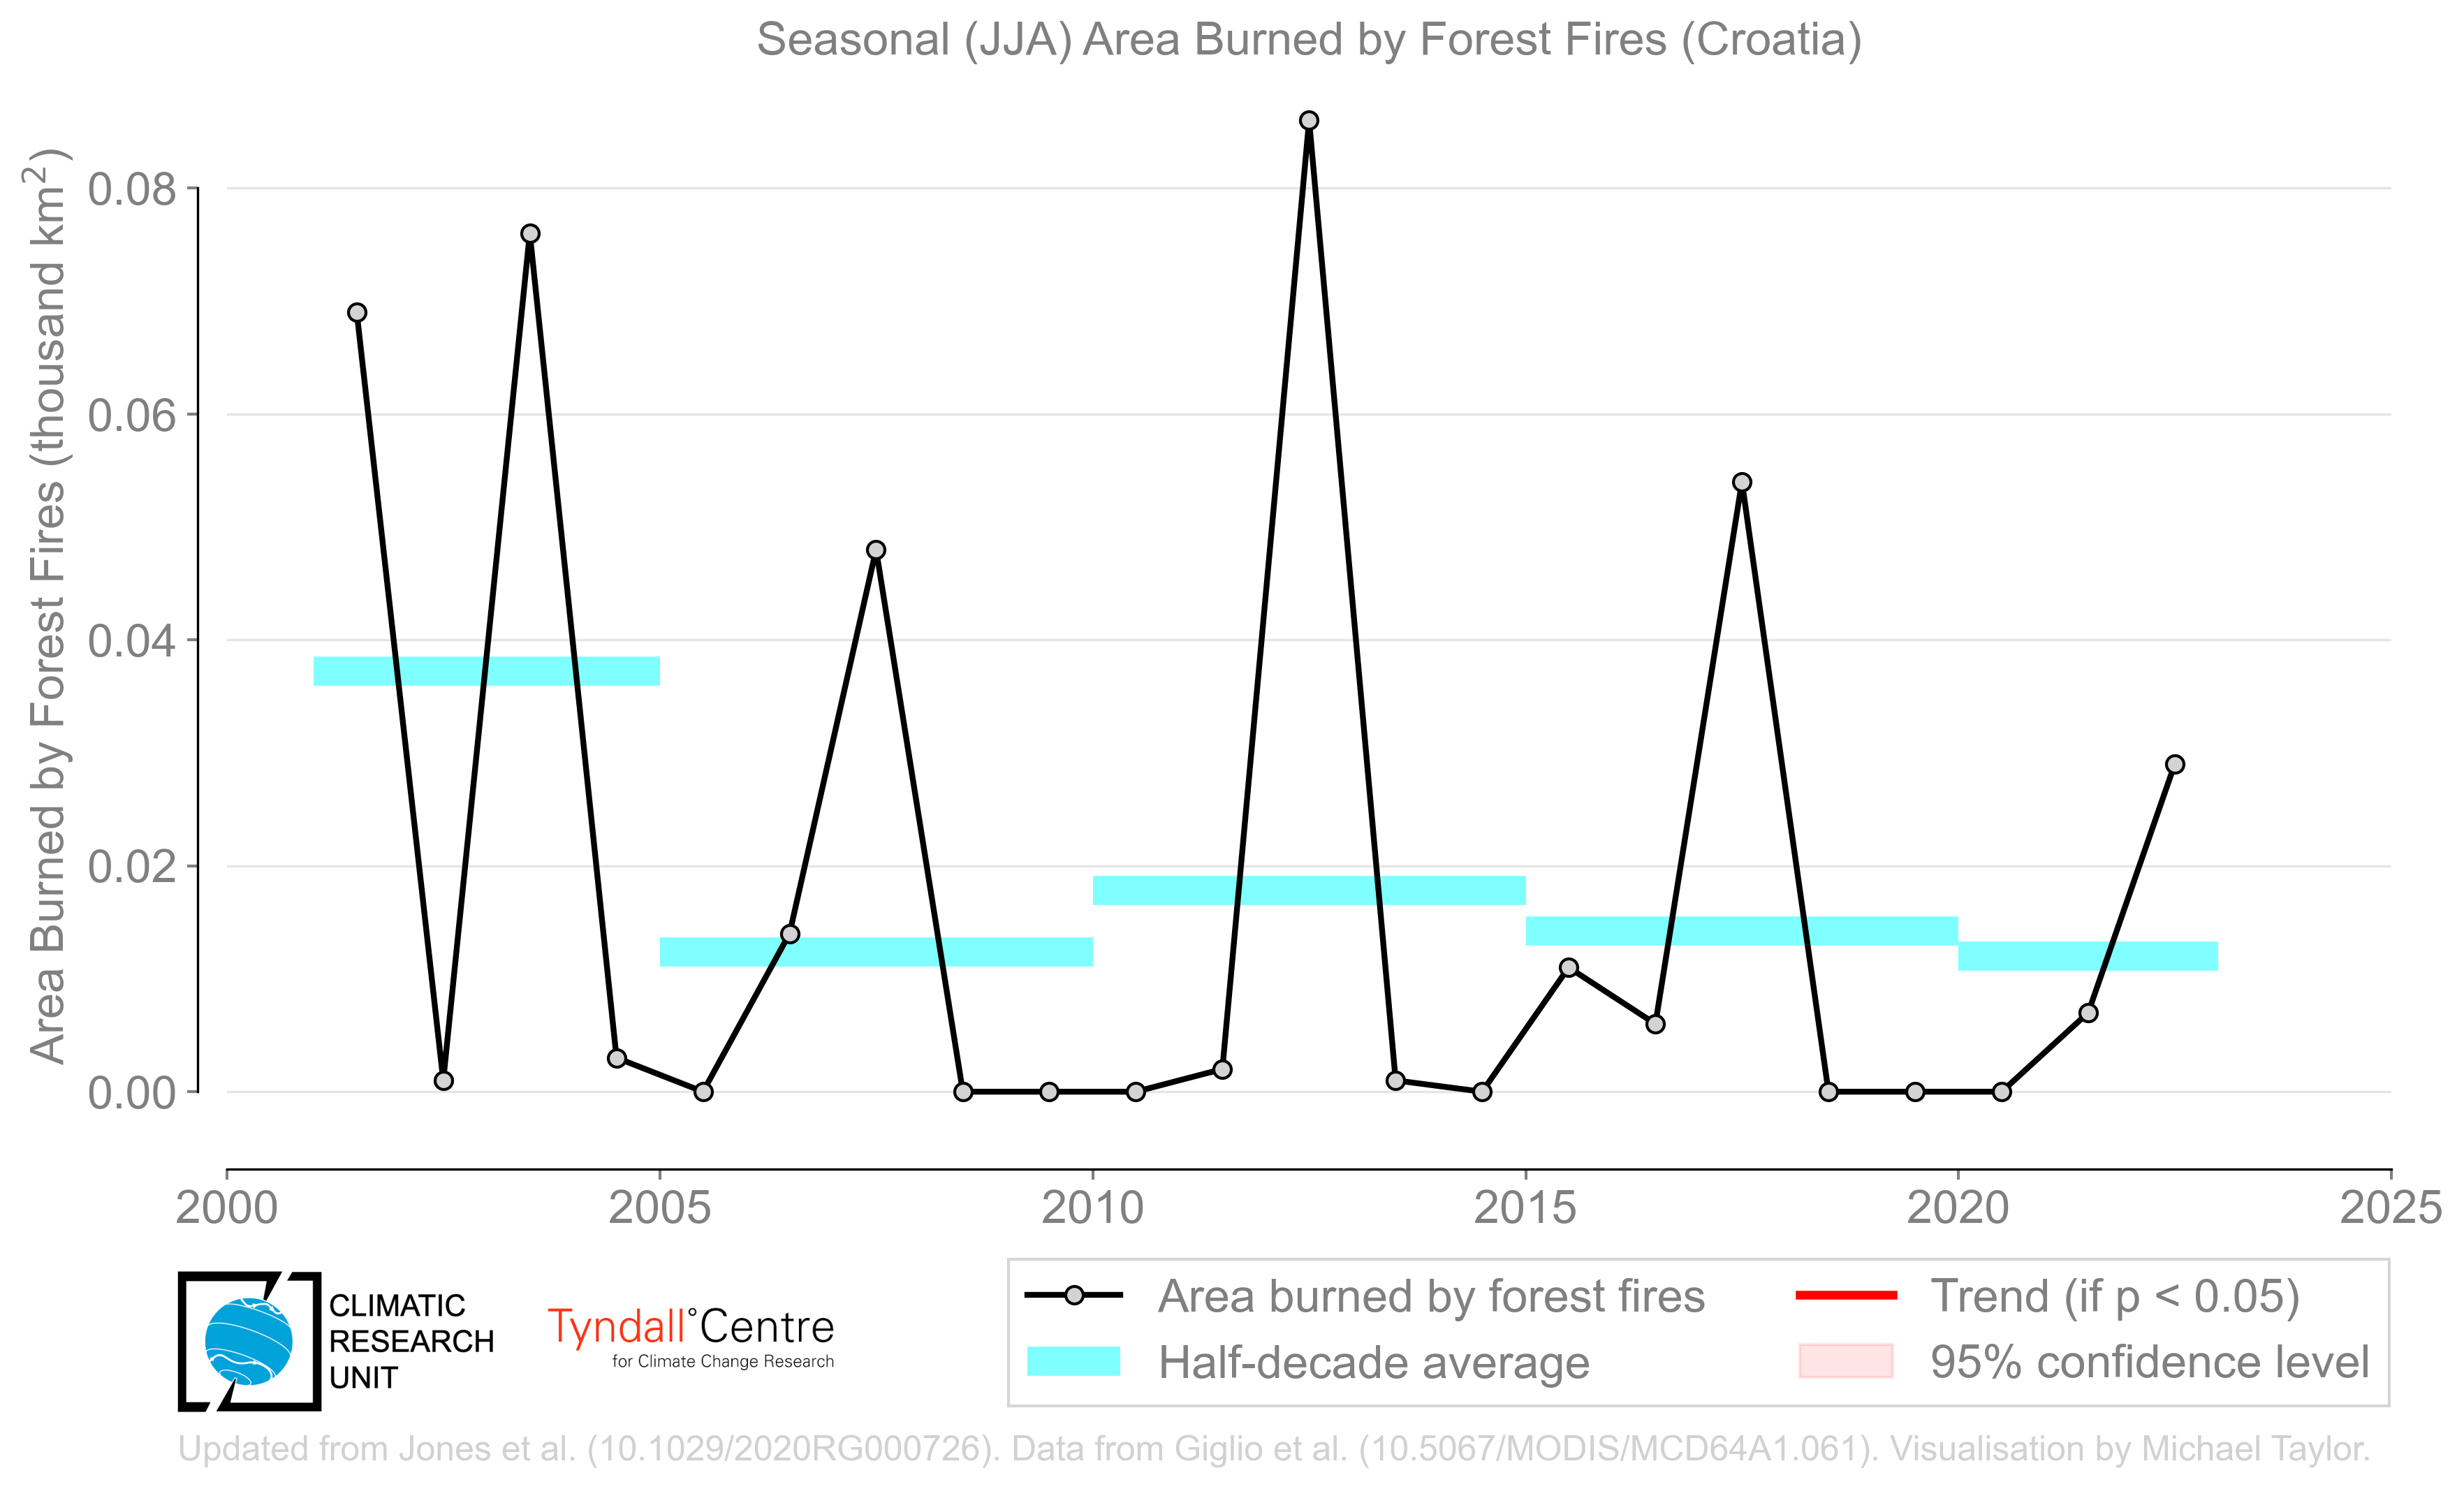 Seasonal (JJA) Area Burned by Forest Fires (Croatia)
Area Burned by Forest Fires (thousand km²)
0.08
0.06
0.04
0.02
0.00
2000 2005 2010 2015 2020 2025
CLIMATIC
RESEARCH
UNIT
Tyndall°Centre
for Climate Change Research
Area burned by forest fires
Half-decade average
Trend (if p < 0.05)
95% confidence level
Updated from Jones et al. (10.1029/2020RG000726). Data from Giglio et al. (10.5067/MODIS/MCD64A1.061). Visualisation by Michael Taylor.